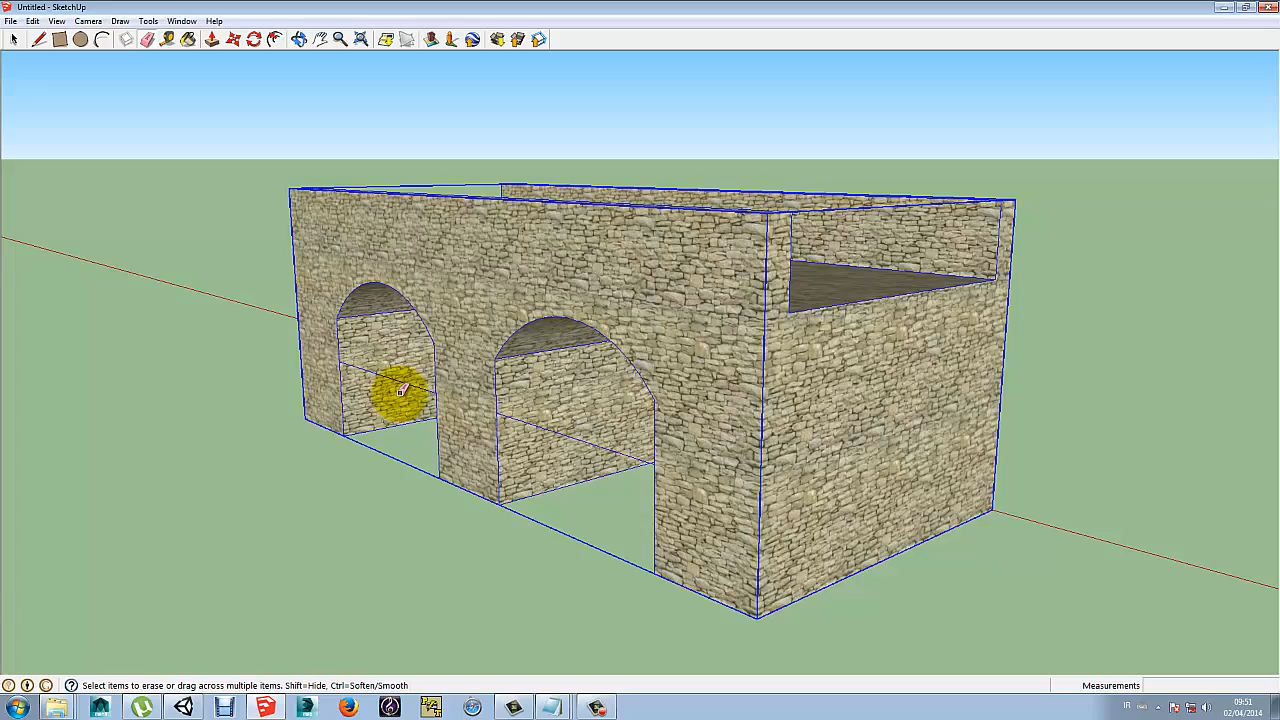 Untitled - SketchUp
File Edit View Camera Draw Tools Window Help
Select items to erase or drag across multiple items. Shift=Hide, Ctrl=Soften/Smooth
Measurements
IR
09:51
02/04/2014